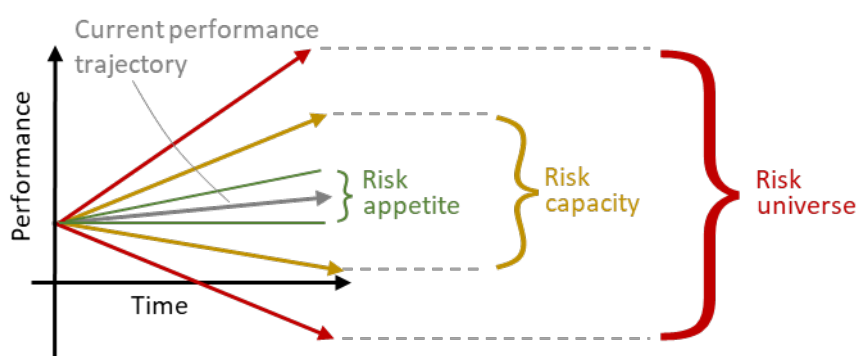 Current performance
trajectory
Performance
Risk
appetite
Risk
capacity
Risk
universe
Time